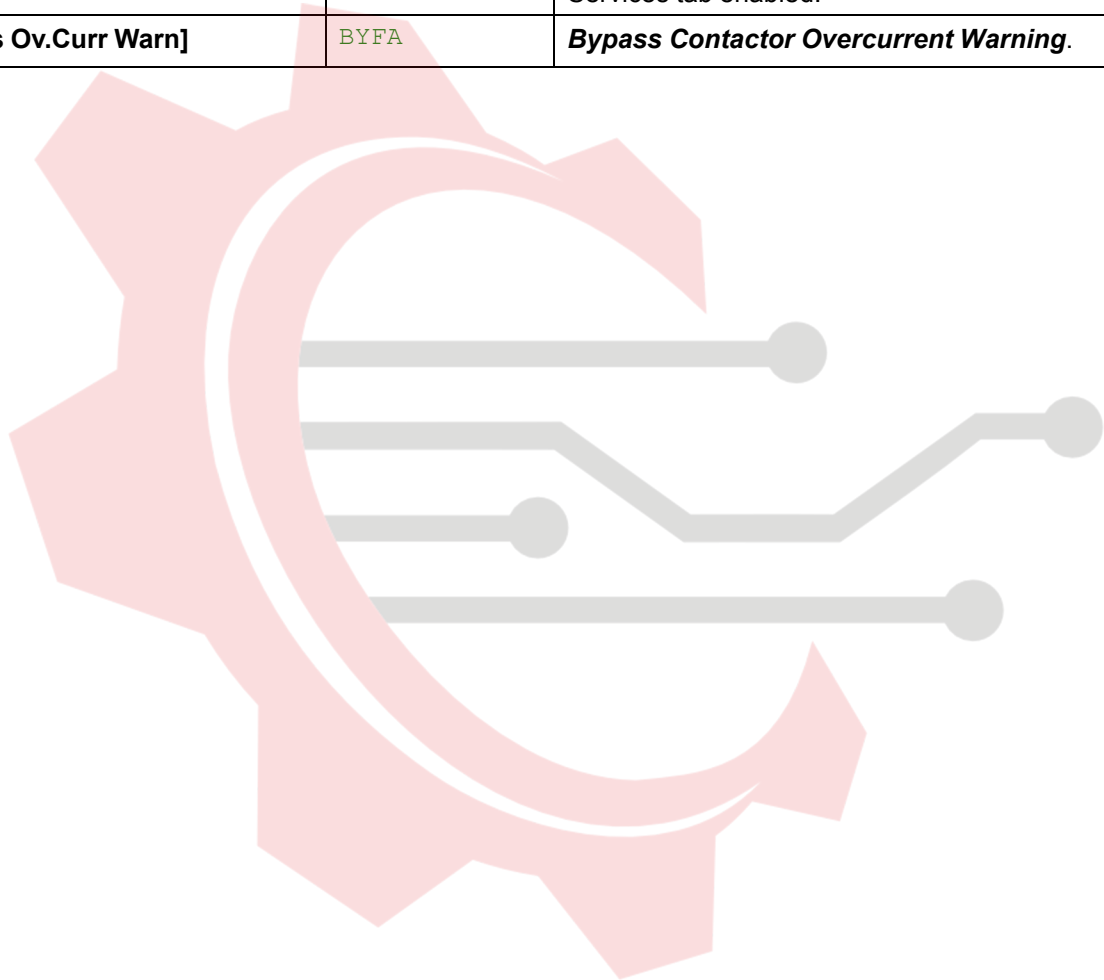 services tab enabled.
s Ov.Curr Warn] BYFA Bypass Contactor Overcurrent Warning.